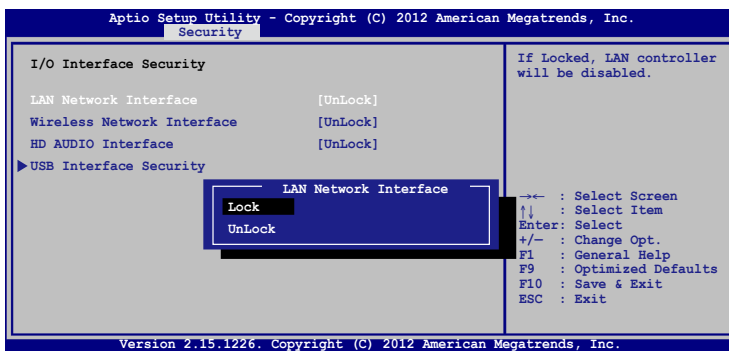 Aptio Setup Utility - Copyright (C) 2012 American Megatrends, Inc.
Security
I/O Interface Security
LAN Network Interface [UnLock]
Wireless Network Interface [UnLock]
HD AUDIO Interface [UnLock]
USB Interface Security
LAN Network Interface
Lock
UnLock
If Locked, LAN controller
will be disabled.
→← : Select Screen
↑↓ : Select Item
Enter: Select
+/— : Change Opt.
F1 : General Help
F9 : Optimized Defaults
F10 : Save & Exit
ESC : Exit
Version 2.15.1226. Copyright (C) 2012 American Megatrends, Inc.